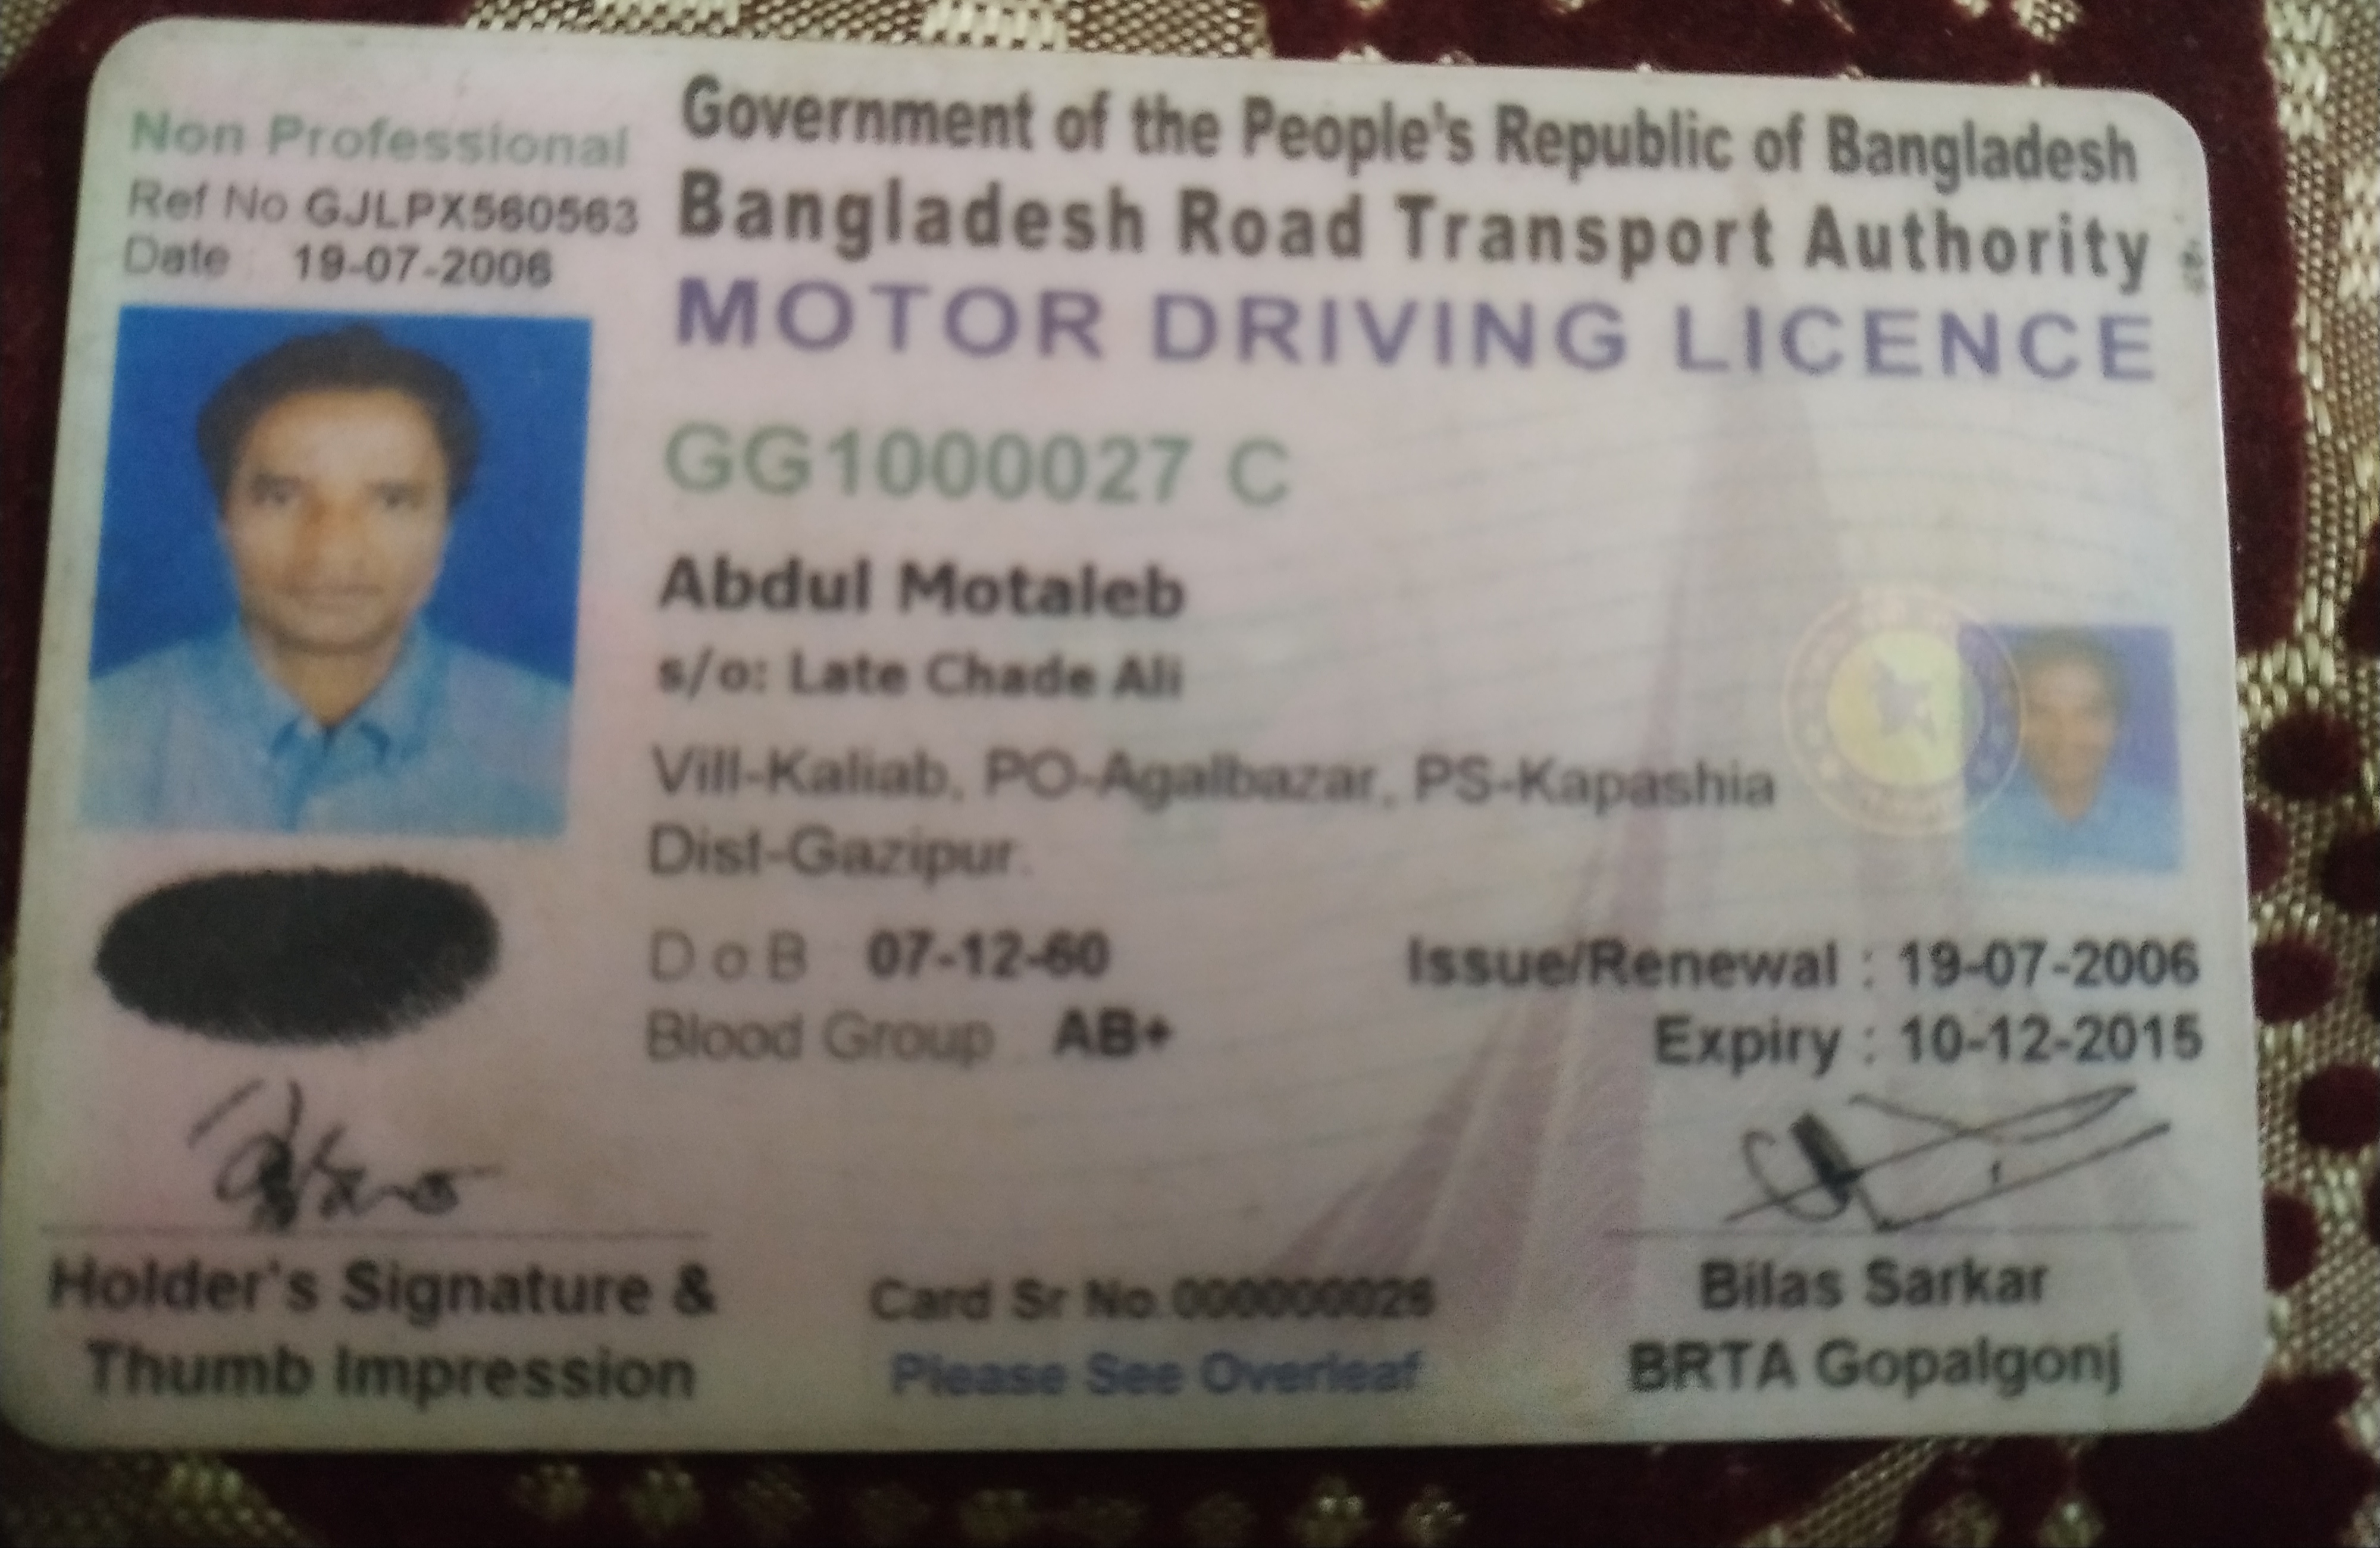 Non Professional
Ref No GJLPX560563
Date : 19-07-2006
Government of the People's Republic of Bangladesh
Bangladesh Road Transport Authority
MOTOR DRIVING LICENCE
GG1000027 C
Abdul Motaleb
s/o: Late Chade Ali
Vill-Kaliab, PO-Agalbazar, PS-Kapashia
Dist-Gazipur.
D o B 07-12-60
Blood Group AB+
Issue/Renewal : 19-07-2006
Expiry : 10-12-2015
Holder's Signature &
Thumb Impression
Card Sr No.000000026
Please See Overleaf
Bilas Sarkar
BRTA Gopalgonj